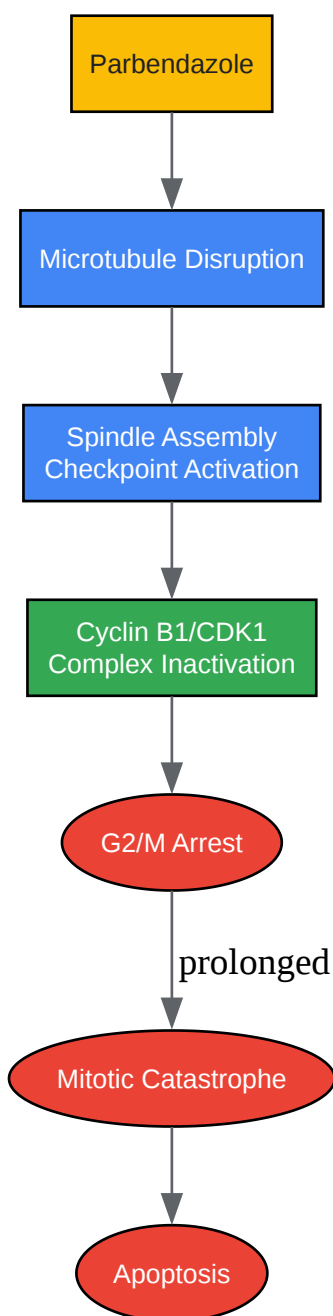 Parbendazole
Microtubule Disruption
Spindle Assembly
Checkpoint Activation
Cyclin B1/CDK1
Complex Inactivation
G2/M Arrest
prolonged
Mitotic Catastrophe
Apoptosis